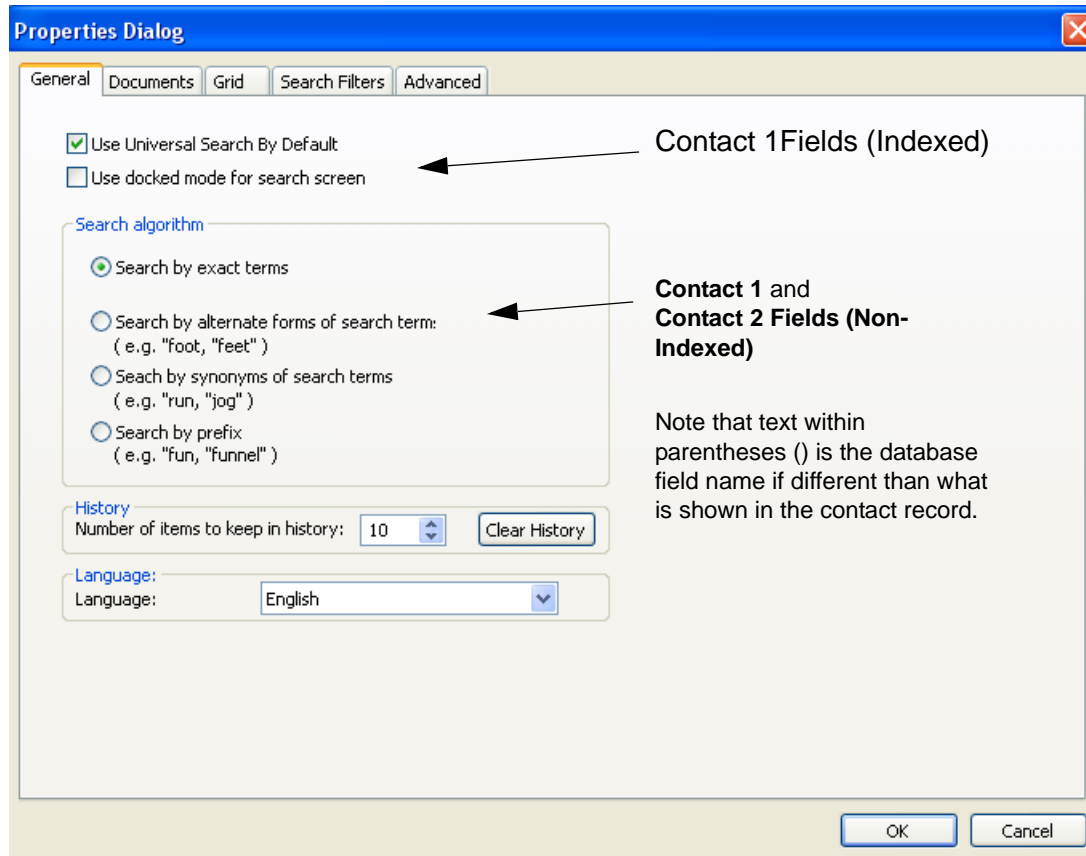 Properties Dialog
General Documents Grid Search Filters Advanced
Use Universal Search By Default
Use docked mode for search screen
Contact 1Fields (Indexed)
Search algorithm
Search by exact terms
Search by alternate forms of search term:
( e.g. "foot, "feet" )
Seach by synonyms of search terms
( e.g. "run, "jog" )
Search by prefix
( e.g. "fun, "funnel" )
Contact 1 and
Contact 2 Fields (Non-
Indexed)
Note that text within
parentheses () is the database
field name if different than what
is shown in the contact record.
History
Number of items to keep in history: 10 Clear History
Language:
Language: English
OK Cancel